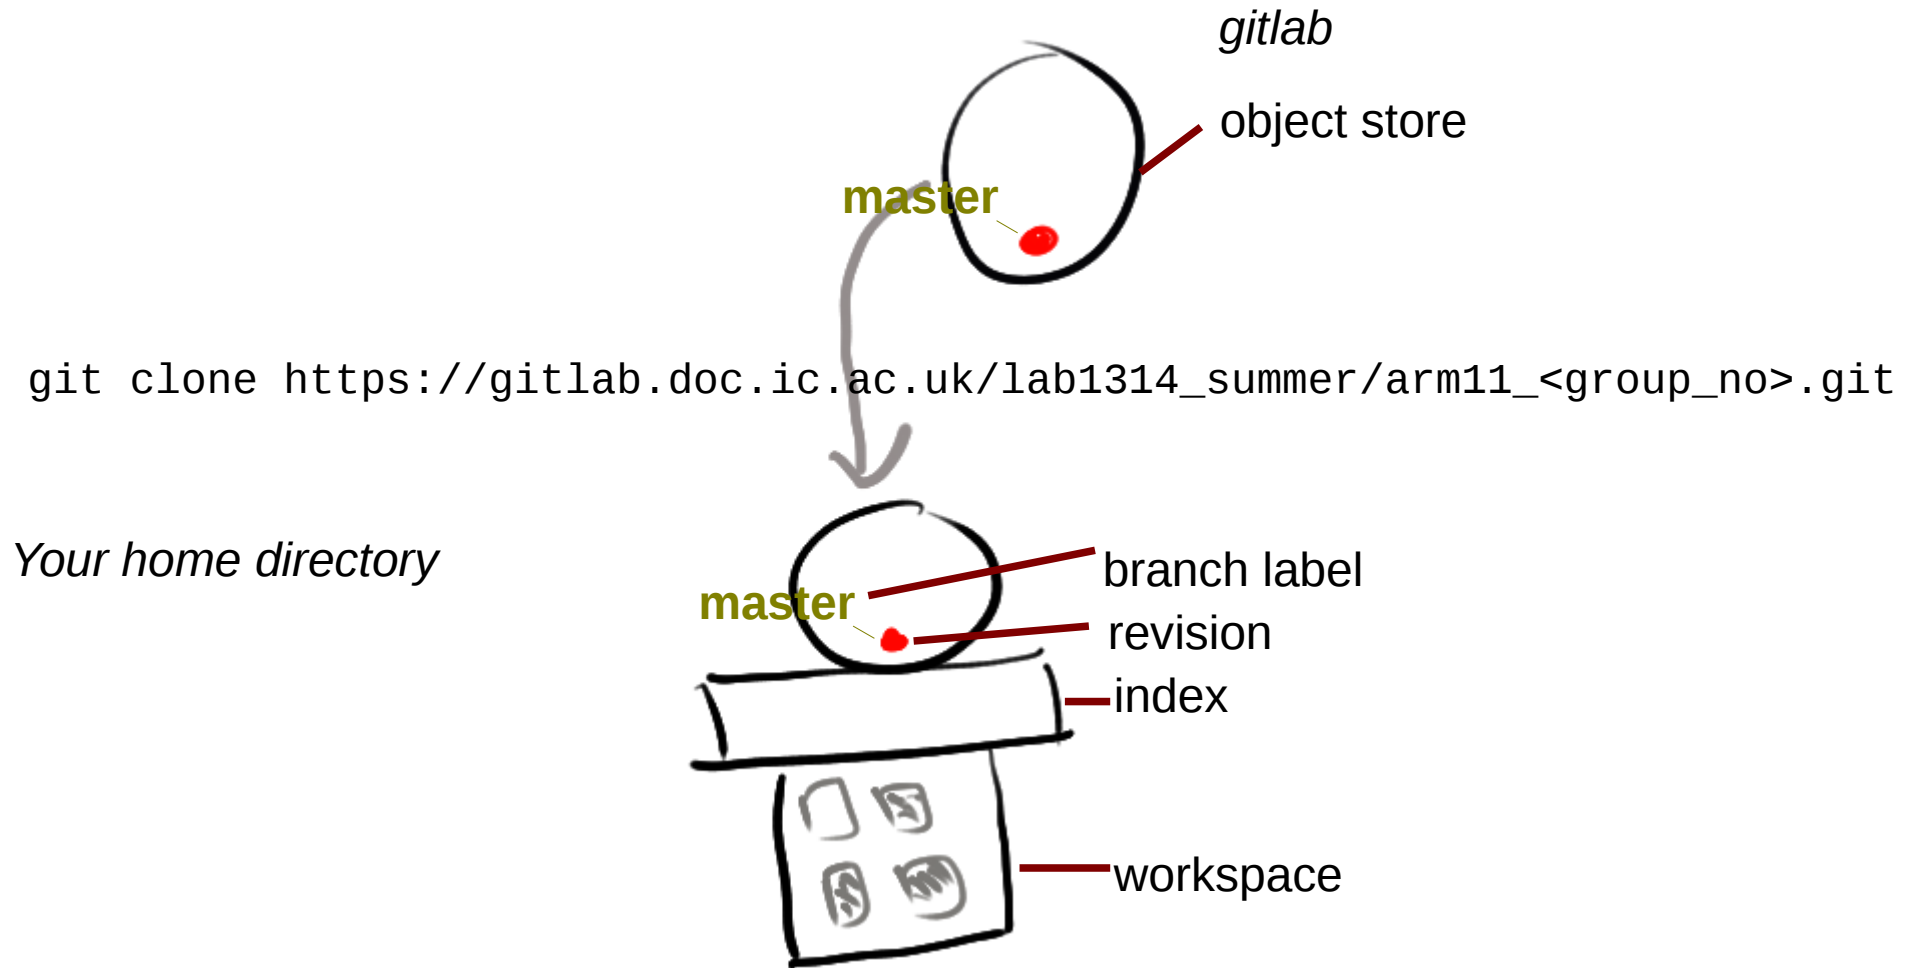 gitlab
object store
master
git clone https://gitlab.doc.ic.ac.uk/lab1314_summer/arm11_<group_no>.git
Your home directory
branch label
master
revision
index
workspace